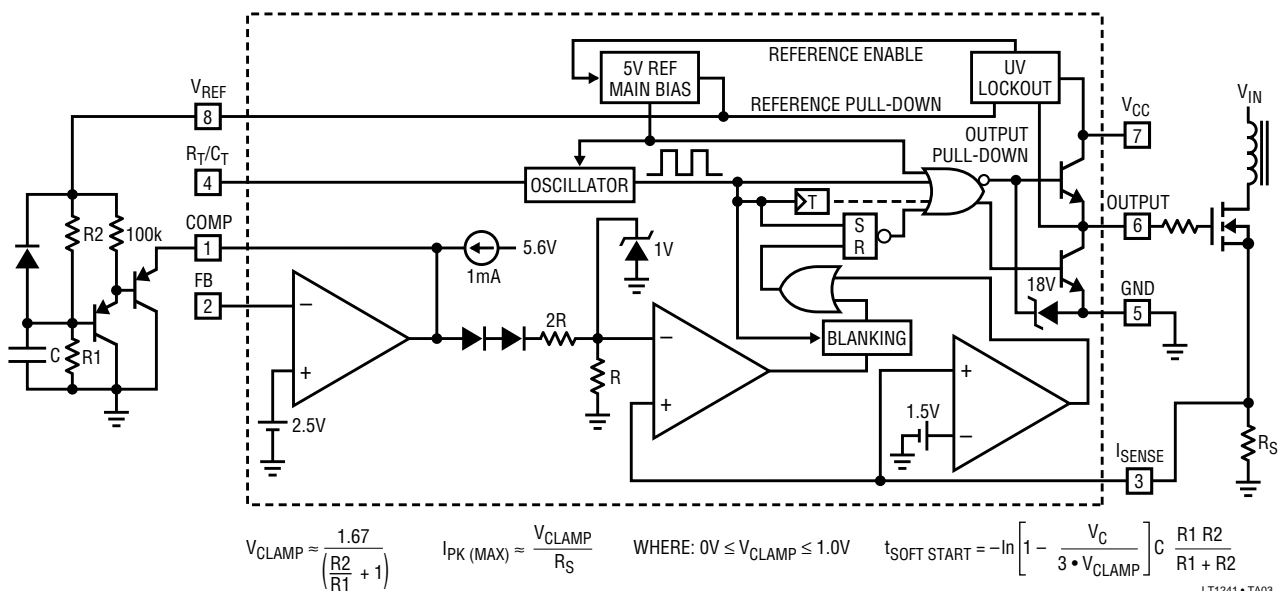 REFERENCE ENABLE
5V REF
MAIN BIAS
UV
LOCKOUT
REFERENCE PULL-DOWN
V_REF
8
V_CC
7
V_IN
R_T/C_T
4
OSCILLATOR
OUTPUT
PULL-DOWN
T
OUTPUT
6
COMP
1
R2
100k
1mA
5.6V
1V
S
R
FB
2
18V
GND
5
C
R1
−
+
2.5V
2R
R
−
+
BLANKING
+
−
1.5V
I_SENSE
3
R_S
V_CLAMP ≈ 1.67 / (R2/R1 + 1)
I_PK (MAX) ≈ V_CLAMP / R_S
WHERE: 0V ≤ V_CLAMP ≤ 1.0V
t_SOFT START = –ln[1 – V_C / 3 • V_CLAMP] C R1 R2 / R1 + R2
LT1241 • TA03